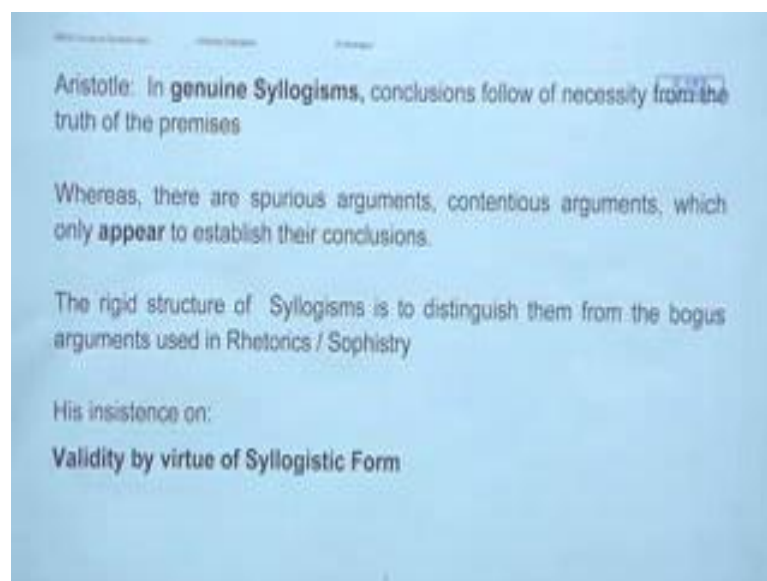 Aristotle: In genuine Syllogisms, conclusions follow of necessity from the
truth of the premises
Whereas, there are spurious arguments, contentious arguments, which
only appear to establish their conclusions.
The rigid structure of Syllogisms is to distinguish them from the bogus
arguments used in Rhetorics / Sophistry
His insistence on:
Validity by virtue of Syllogistic Form